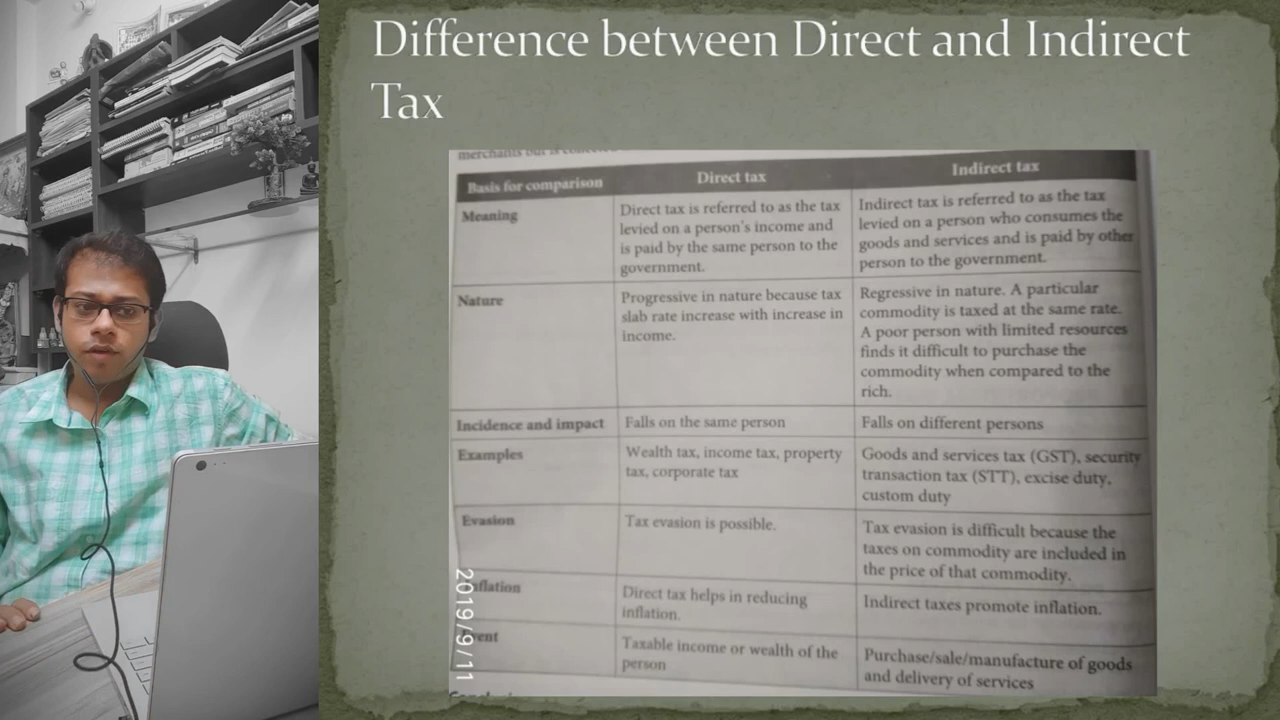 Difference between Direct and Indirect
Tax
merchants but is
Basis for comparison
Direct tax
Indirect tax
Meaning
Direct tax is referred to as the tax
levied on a person's income and
is paid by the same person to the
government.
Indirect tax is referred to as the tax
levied on a person who consumes the
goods and services and is paid by other
person to the government.
Nature
Progressive in nature because tax
slab rate increase with increase in
income.
Regressive in nature. A particular
commodity is taxed at the same rate.
A poor person with limited resources
finds it difficult to purchase the
commodity when compared to the
rich.
Incidence and impact
Falls on the same person
Falls on different persons
Examples
Wealth tax, income tax, property
tax, corporate tax
Goods and services tax (GST), security
transaction tax (STT), excise duty,
custom duty
Evasion
Tax evasion is possible.
Tax evasion is difficult because the
taxes on commodity are included in
the price of that commodity.
Inflation
Direct tax helps in reducing
inflation.
Indirect taxes promote inflation.
Event
Taxable income or wealth of the
person
Purchase/sale/manufacture of goods
and delivery of services
2019/9/11